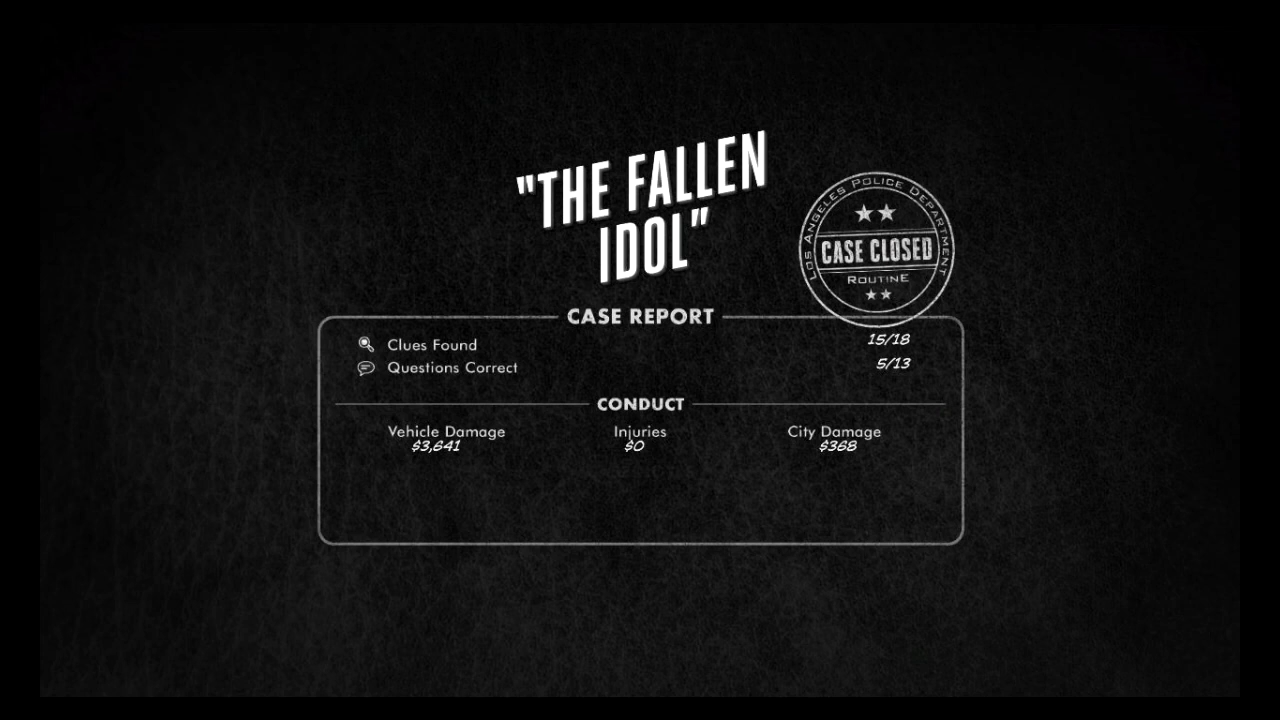 "THE FALLEN
IDOL"
LOS ANGELES POLICE DEPARTMENT
CASE CLOSED
ROUTINE
CASE REPORT
Clues Found 15/18
Questions Correct 5/13
CONDUCT
Vehicle Damage Injuries City Damage
$3,641 $0 $368